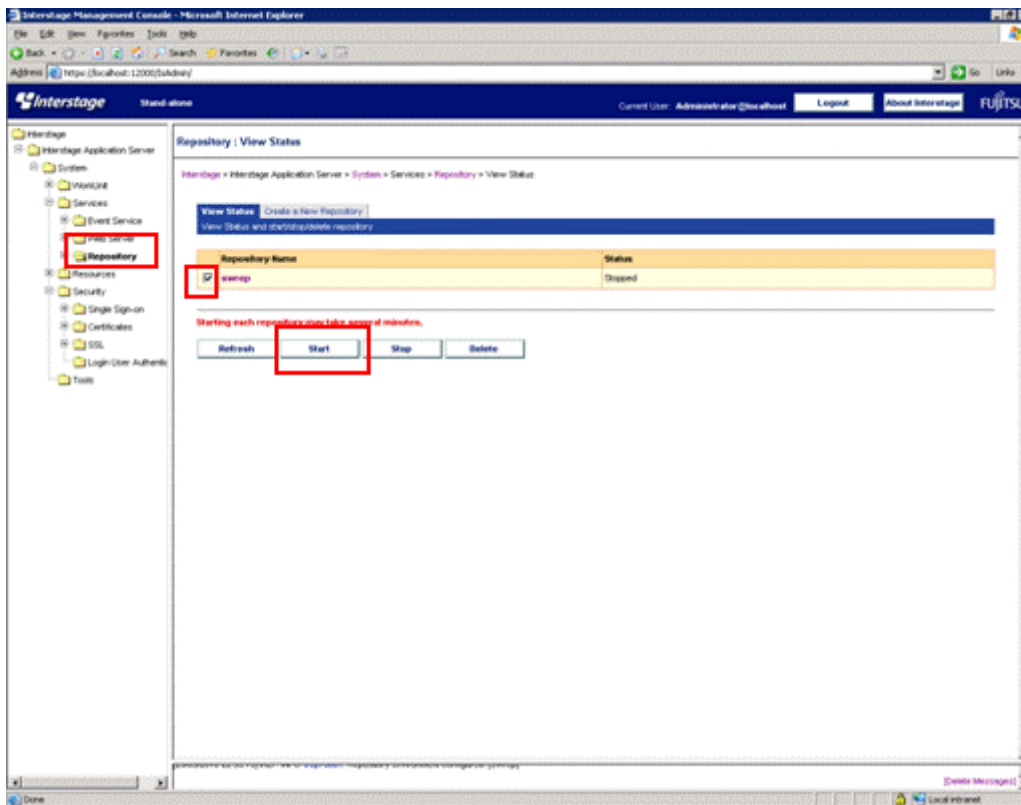 Interstage Management Console - Microsoft Internet Explorer
File Edit View Favorites Tools Help
Back Search Favorites
Address https://localhost:12000/IsAdmin/ Go Links
Interstage Stand-alone Current User: Administrator@localhost Logout About Interstage FUJITSU
Interstage
Interstage Application Server
System
WorkUnit
Services
Event Service
Web Server
Repository
Resources
Security
Single Sign-on
Certificates
SSL
Login User Authentic
Tools
Repository : View Status
Interstage > Interstage Application Server > System > Services > Repository > View Status
View Status Create a New Repository
View Status and start/stop/delete repository
Repository Name Status
swrep Stopped
Starting each repository may take several minutes.
Refresh Start Stop Delete
[Delete Messages]
Done Local intranet